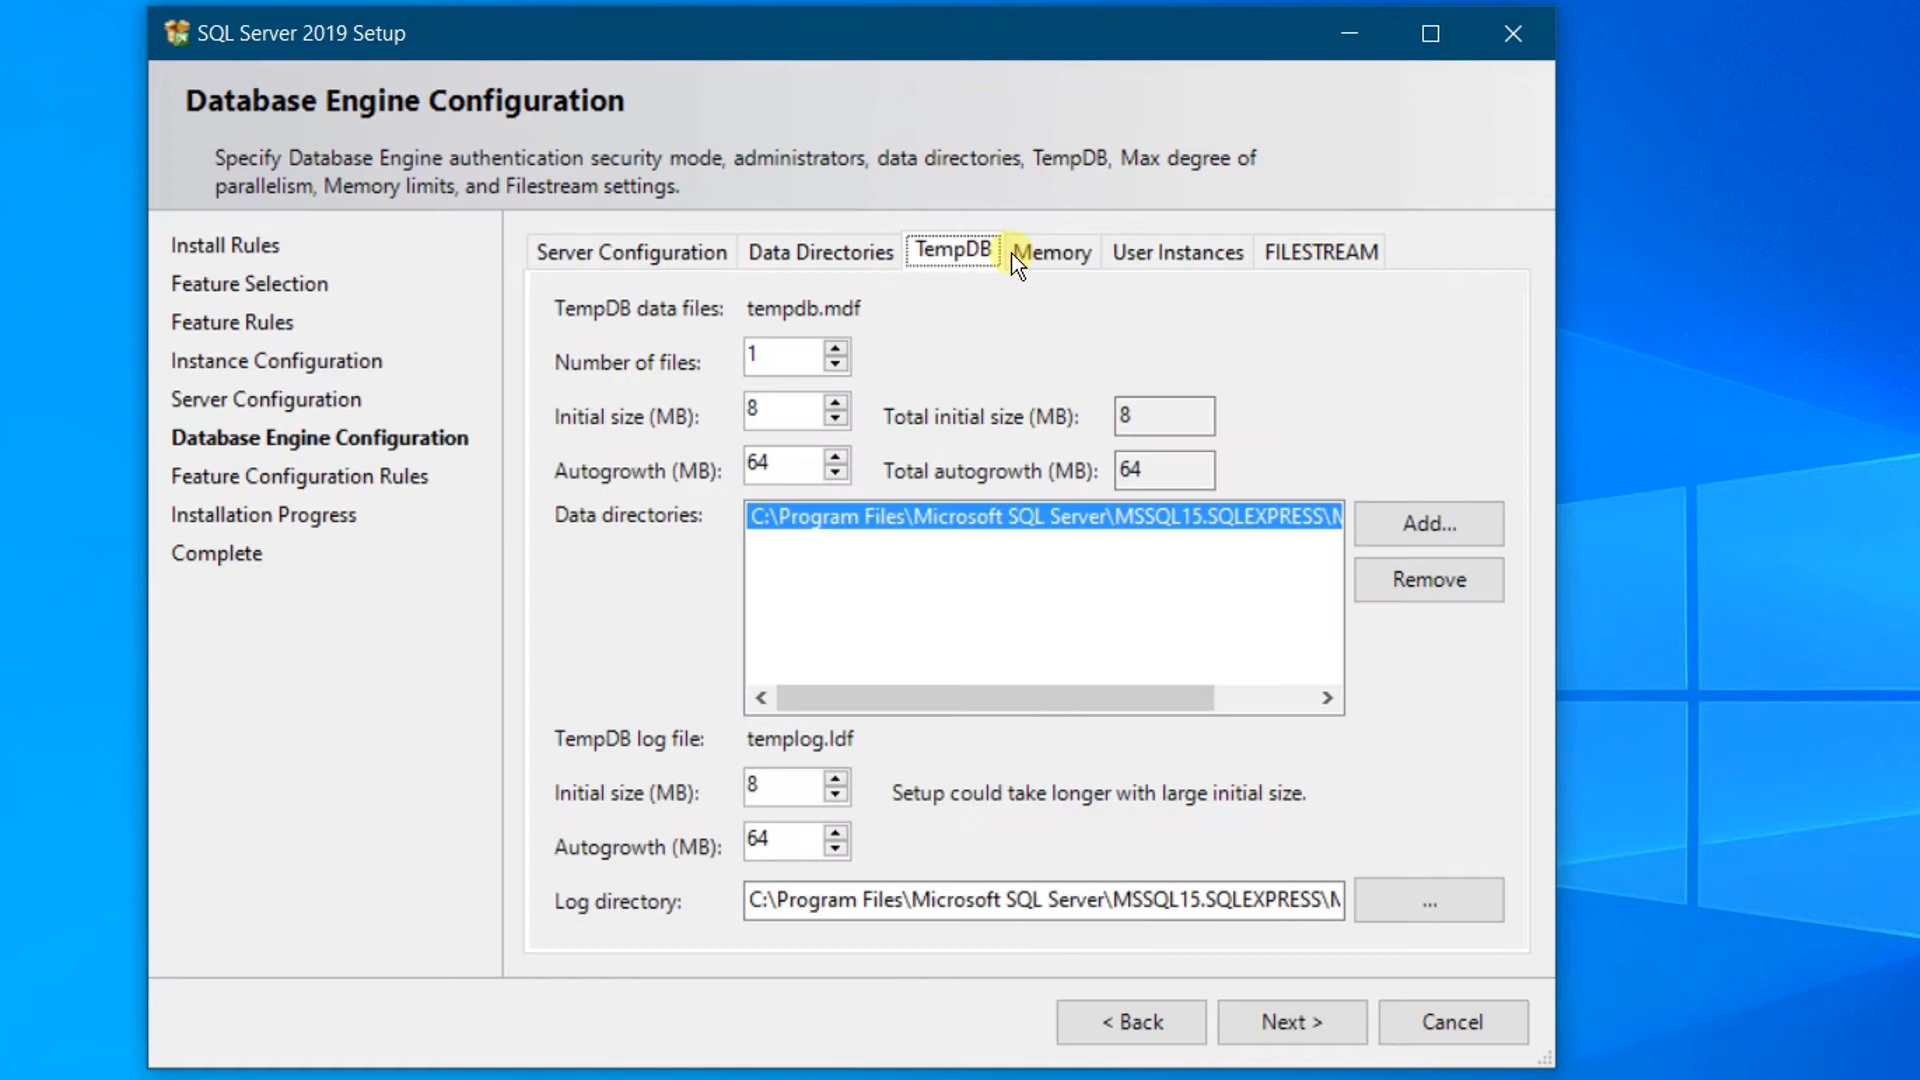 SQL Server 2019 Setup
Database Engine Configuration
Specify Database Engine authentication security mode, administrators, data directories, TempDB, Max degree of
parallelism, Memory limits, and Filestream settings.
Install Rules
Feature Selection
Feature Rules
Instance Configuration
Server Configuration
Database Engine Configuration
Feature Configuration Rules
Installation Progress
Complete
Server Configuration Data Directories TempDB Memory User Instances FILESTREAM
TempDB data files: tempdb.mdf
Number of files: 1
Initial size (MB): 8 Total initial size (MB): 8
Autogrowth (MB): 64 Total autogrowth (MB): 64
Data directories: C:\Program Files\Microsoft SQL Server\MSSQL15.SQLEXPRESS\M Add...
Remove
TempDB log file: templog.ldf
Initial size (MB): 8 Setup could take longer with large initial size.
Autogrowth (MB): 64
Log directory: C:\Program Files\Microsoft SQL Server\MSSQL15.SQLEXPRESS\M ...
< Back Next > Cancel